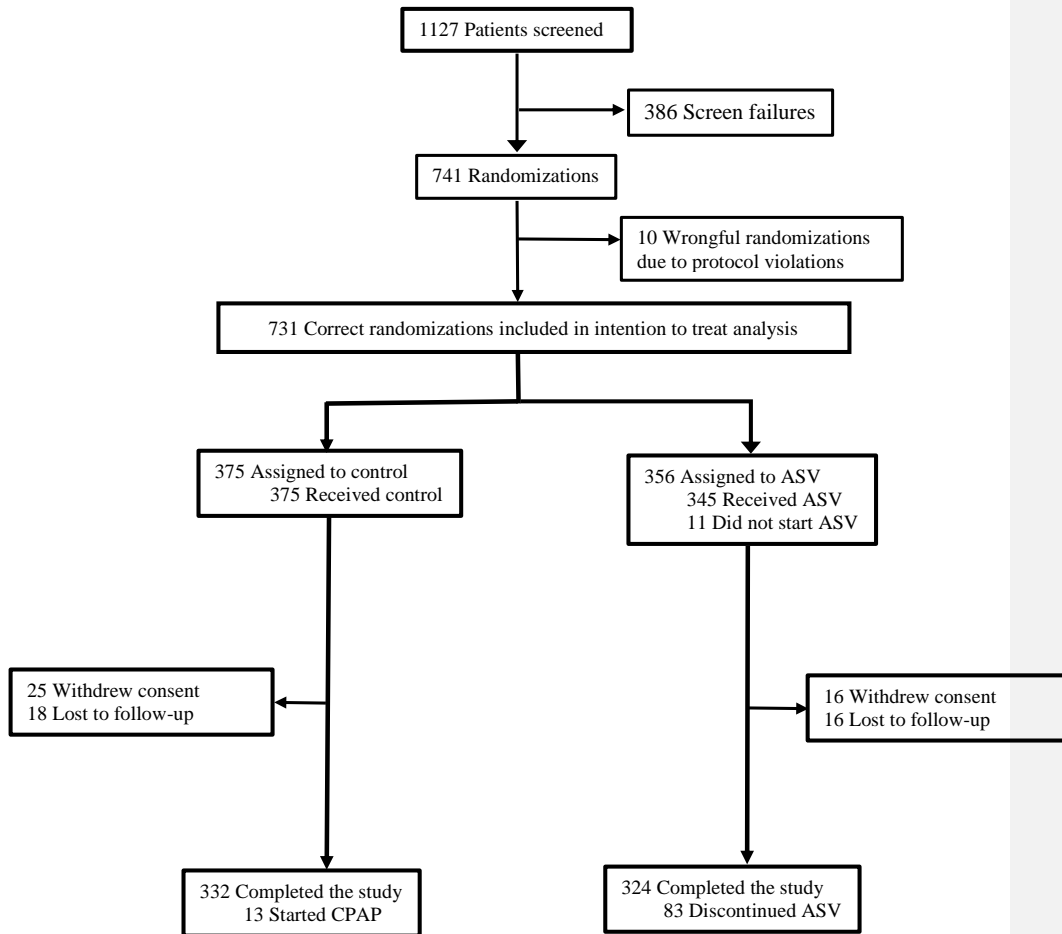 1127 Patients screened
386 Screen failures
741 Randomizations
10 Wrongful randomizations
due to protocol violations
731 Correct randomizations included in intention to treat analysis
375 Assigned to control
375 Received control
356 Assigned to ASV
345 Received ASV
11 Did not start ASV
25 Withdrew consent
18 Lost to follow-up
16 Withdrew consent
16 Lost to follow-up
332 Completed the study
13 Started CPAP
324 Completed the study
83 Discontinued ASV